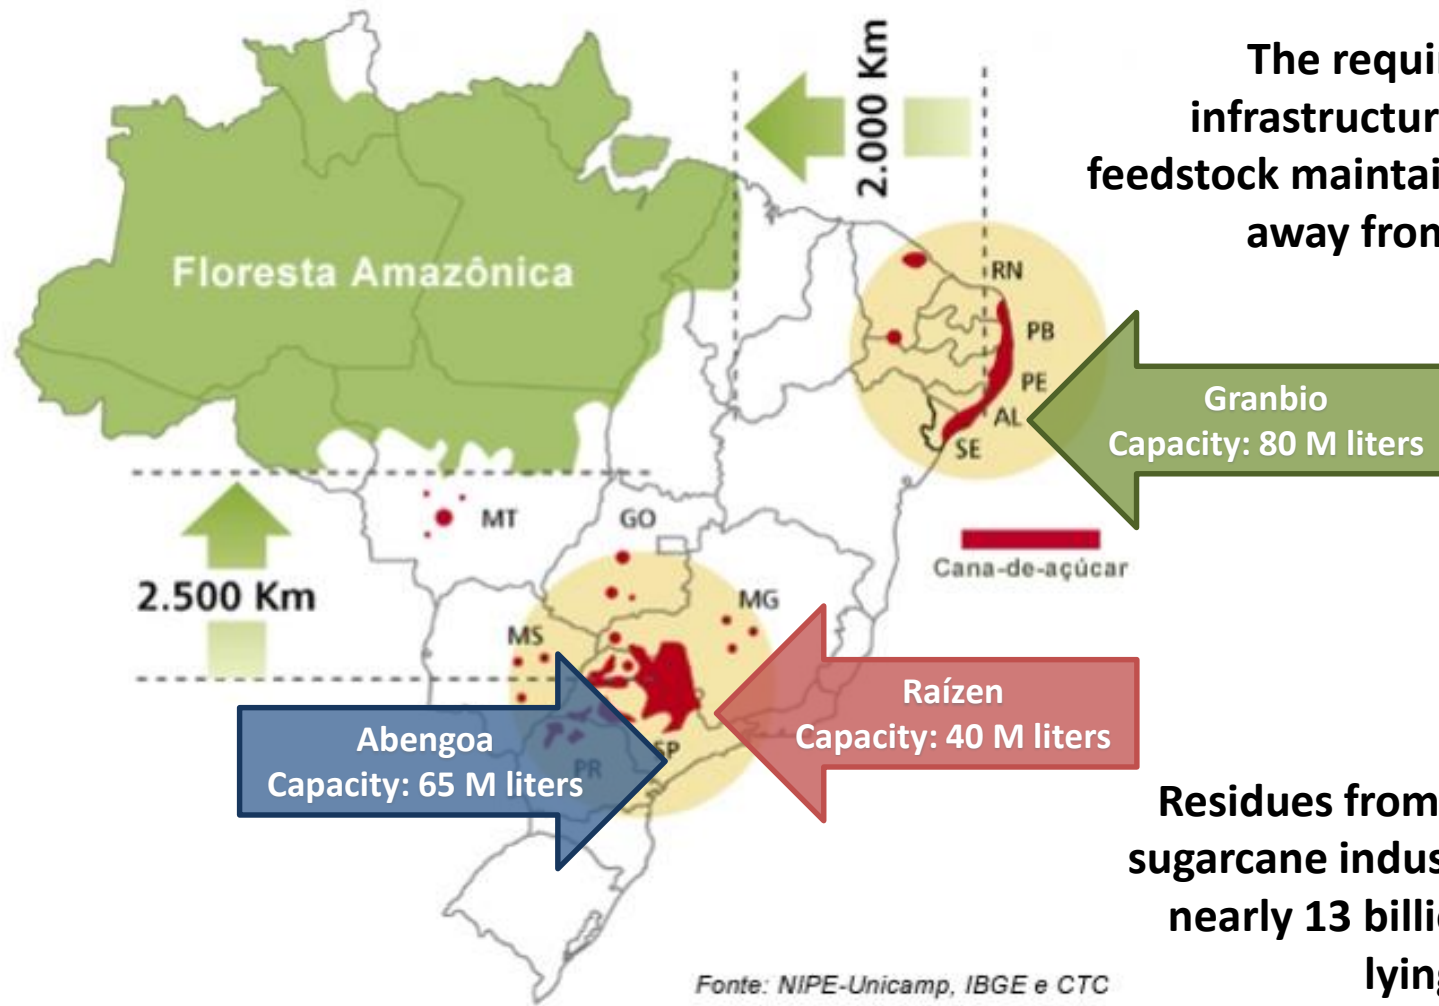 2.000 Km
The requi
infrastructur
feedstock maintai
away fron
Floresta Amazônica
RN
PB
PE
AL
SE
Granbio
Capacity: 80 M liters
MT
GO
Cana-de-açúcar
2.500 Km
MG
MS
Raízen
Capacity: 40 M liters
Abengoa
Capacity: 65 M liters
SP
PR
Residues from
sugarcane indus
nearly 13 billi
lying
Fonte: NIPE-Unicamp, IBGE e CTC